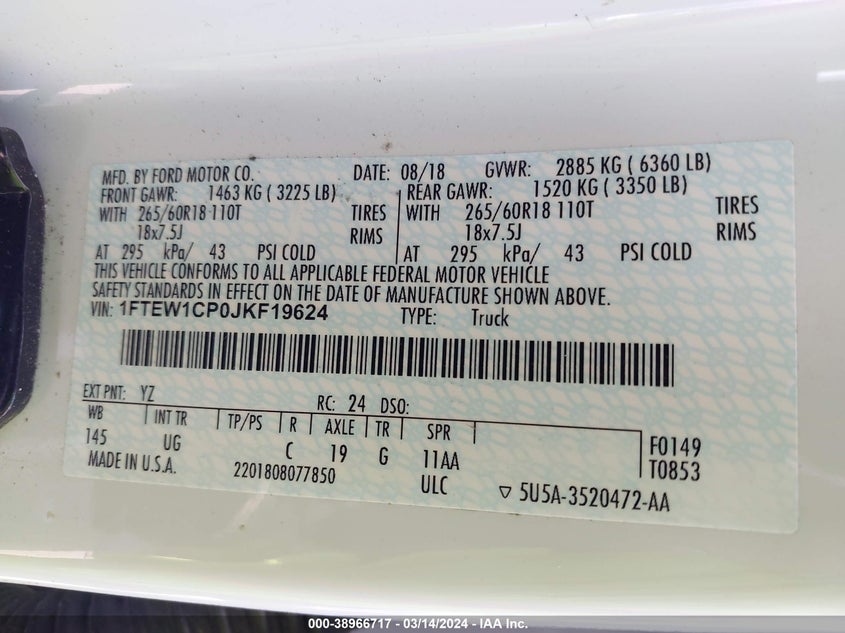 MFD. BY FORD MOTOR CO. DATE: 08/18 GVWR: 2885 KG ( 6360 LB)
FRONT GAWR: 1463 KG ( 3225 LB) REAR GAWR: 1520 KG ( 3350 LB)
WITH 265/60R18 110T TIRES WITH 265/60R18 110T TIRES
18x7.5J RIMS 18x7.5J RIMS
AT 295 kPa/ 43 PSI COLD AT 295 kPa/ 43 PSI COLD
THIS VEHICLE CONFORMS TO ALL APPLICABLE FEDERAL MOTOR VEHICLE
SAFETY STANDARDS IN EFFECT ON THE DATE OF MANUFACTURE SHOWN ABOVE.
VIN: 1FTEW1CP0JKF19624 TYPE: Truck
EXT PNT: YZ RC: 24 DSO:
WB INT TR TP/PS R AXLE TR SPR
145 UG C 19 G 11AA F0149
MADE IN U.S.A. 2201808077850 ULC T0853
▽ 5U5A-3520472-AA
000-38966717 - 03/14/2024 - IAA Inc.